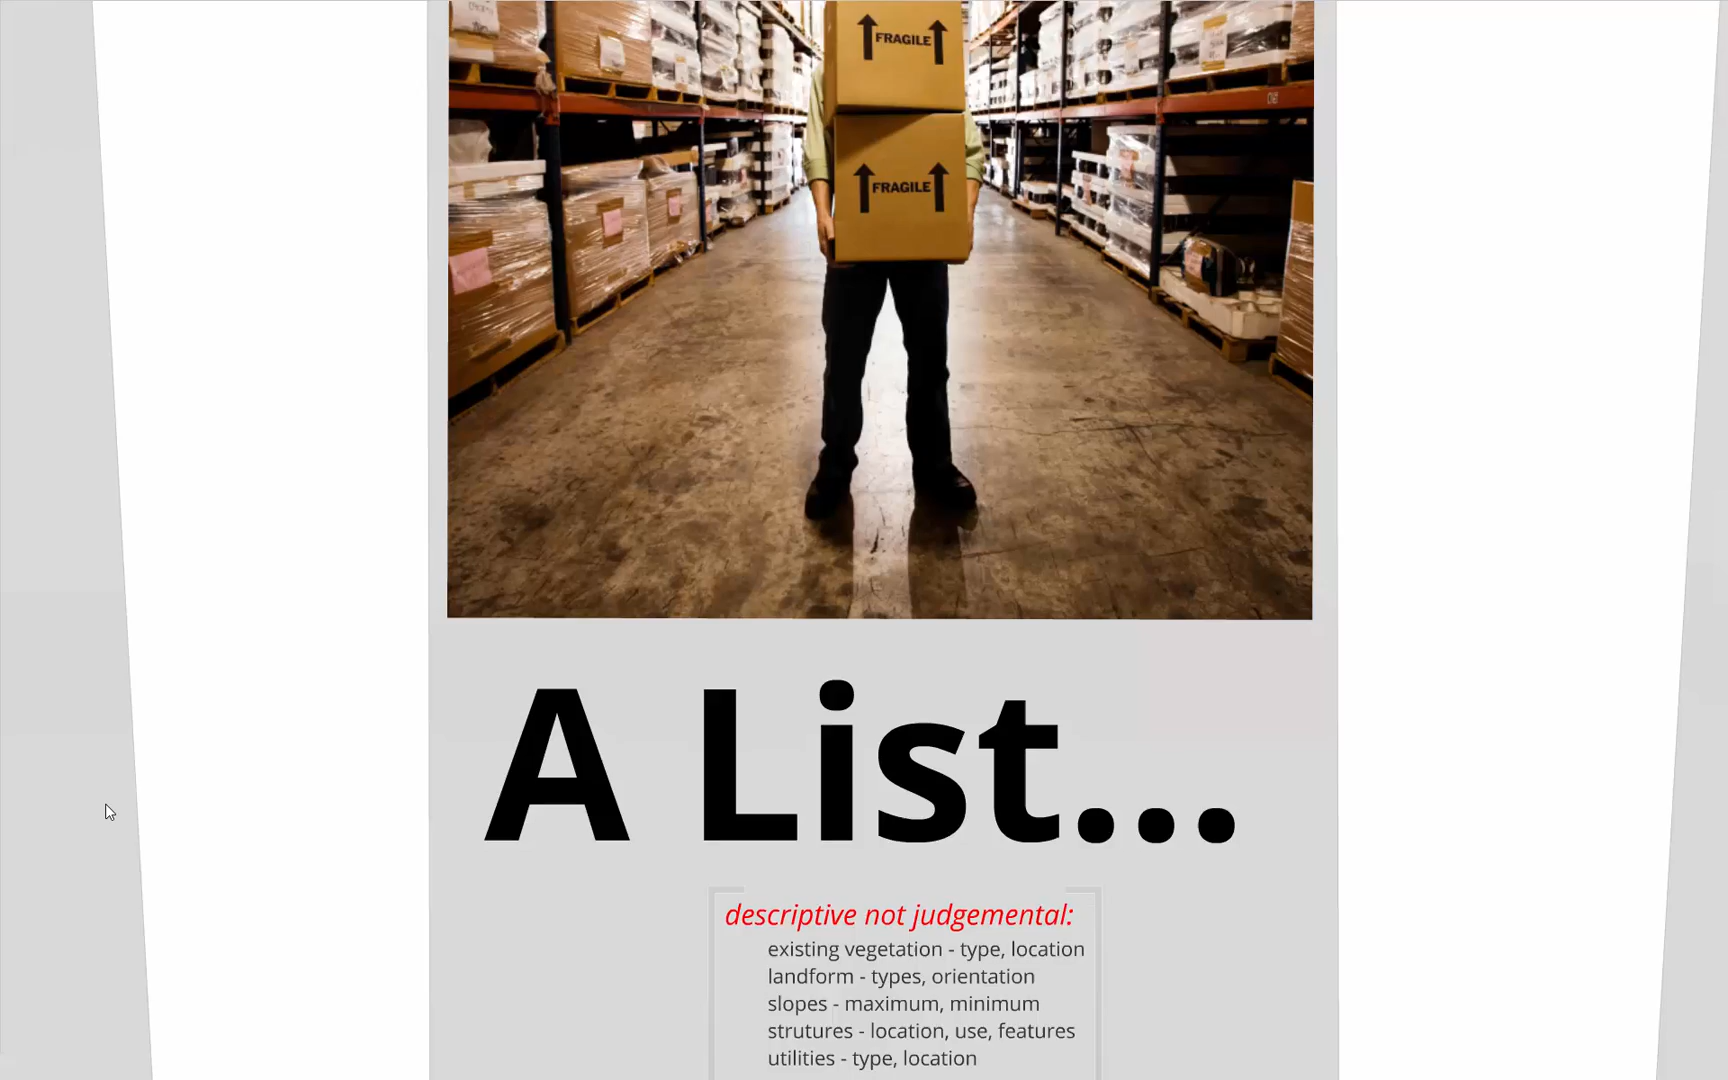 FRAGILE
FRAGILE
A List...
descriptive not judgemental:
existing vegetation - type, location
landform - types, orientation
slopes - maximum, minimum
strutures - location, use, features
utilities - type, location